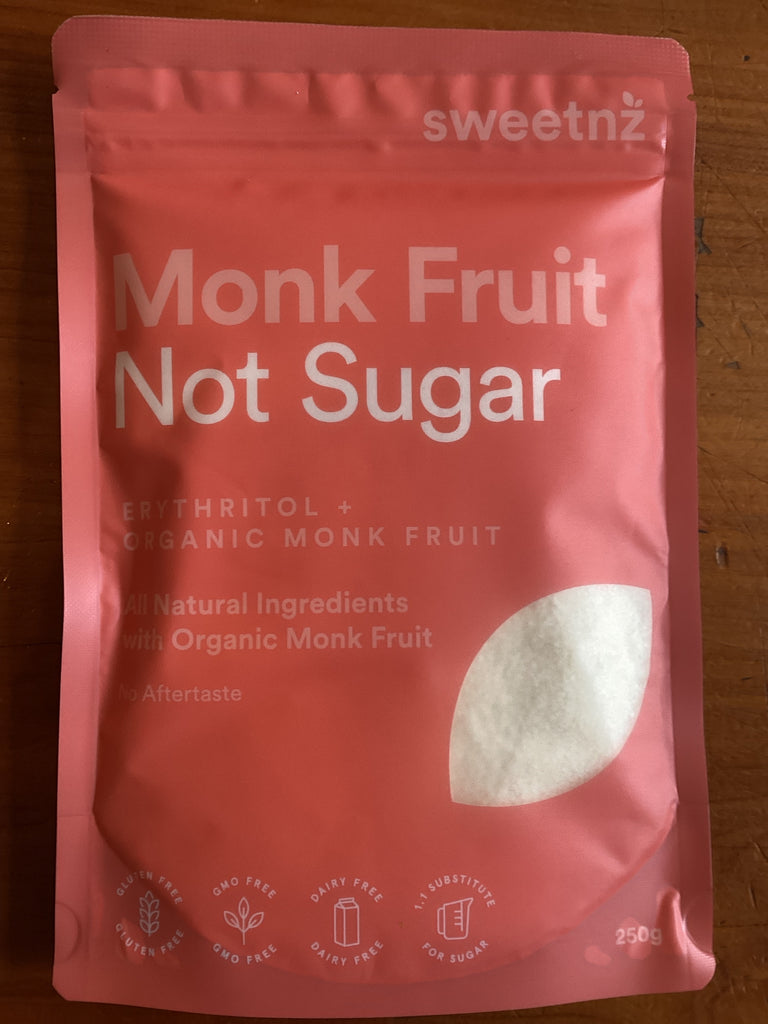 sweetnz
Monk Fruit
Not Sugar
ERYTHRITOL +
ORGANIC MONK FRUIT
All Natural Ingredients
with Organic Monk Fruit
No Aftertaste
GLUTEN FREE
GLUTEN FREE
GMO FREE
GMO FREE
DAIRY FREE
DAIRY FREE
1:1 SUBSTITUTE
FOR SUGAR
250g